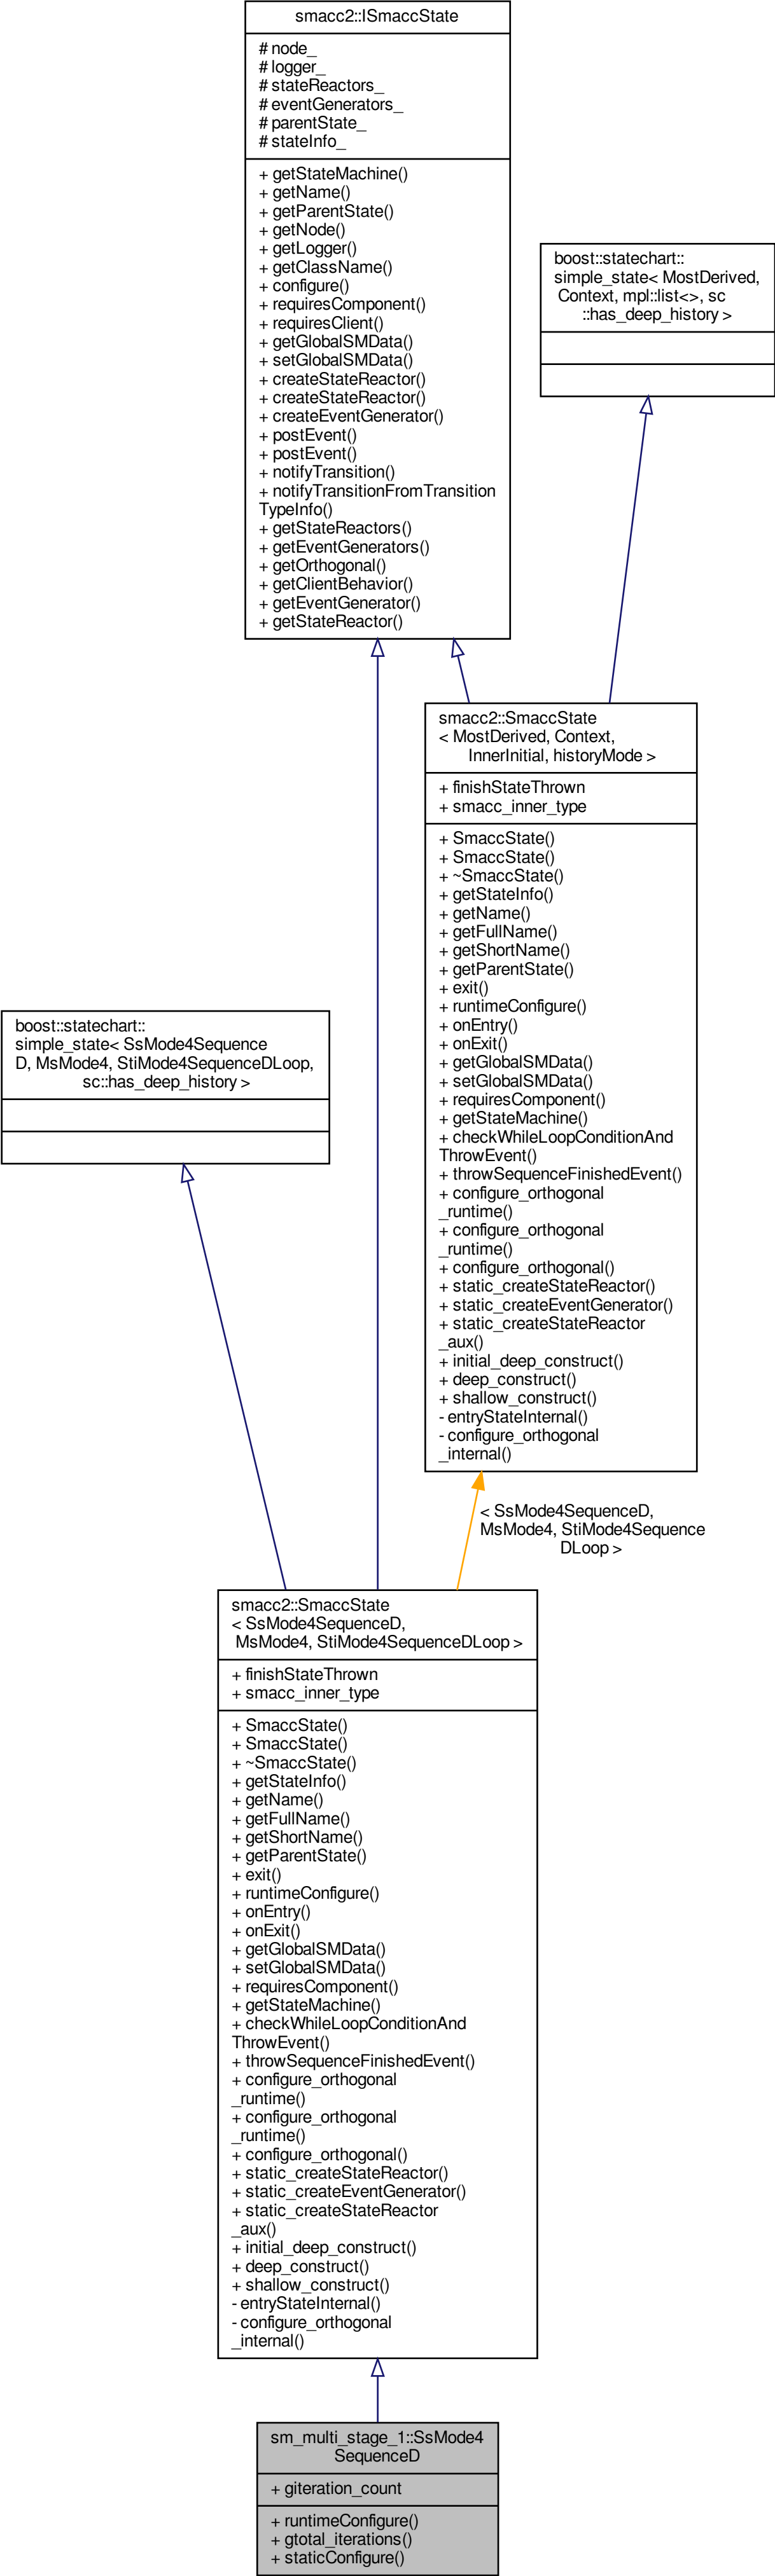 smacc2::ISmaccState
# node_
# logger_
# stateReactors_
# eventGenerators_
# parentState_
# stateInfo_
+ getStateMachine()
+ getName()
+ getParentState()
+ getNode()
+ getLogger()
+ getClassName()
+ configure()
+ requiresComponent()
+ requiresClient()
+ getGlobalSMData()
+ setGlobalSMData()
+ createStateReactor()
+ createStateReactor()
+ createEventGenerator()
+ postEvent()
+ postEvent()
+ notifyTransition()
+ notifyTransitionFromTransition
TypeInfo()
+ getStateReactors()
+ getEventGenerators()
+ getOrthogonal()
+ getClientBehavior()
+ getEventGenerator()
+ getStateReactor()
boost::statechart::
simple_state< MostDerived,
Context, mpl::list<>, sc
::has_deep_history >
smacc2::SmaccState
< MostDerived, Context,
InnerInitial, historyMode >
+ finishStateThrown
+ smacc_inner_type
+ SmaccState()
+ SmaccState()
+ ~SmaccState()
+ getStateInfo()
+ getName()
+ getFullName()
+ getShortName()
+ getParentState()
+ exit()
+ runtimeConfigure()
+ onEntry()
+ onExit()
+ getGlobalSMData()
+ setGlobalSMData()
+ requiresComponent()
+ getStateMachine()
+ checkWhileLoopConditionAnd
ThrowEvent()
+ throwSequenceFinishedEvent()
+ configure_orthogonal
_runtime()
+ configure_orthogonal
_runtime()
+ configure_orthogonal()
+ static_createStateReactor()
+ static_createEventGenerator()
+ static_createStateReactor
_aux()
+ initial_deep_construct()
+ deep_construct()
+ shallow_construct()
- entryStateInternal()
- configure_orthogonal
_internal()
boost::statechart::
simple_state< SsMode4Sequence
D, MsMode4, StiMode4SequenceDLoop,
sc::has_deep_history >
< SsMode4SequenceD,
MsMode4, StiMode4Sequence
DLoop >
smacc2::SmaccState
< SsMode4SequenceD,
MsMode4, StiMode4SequenceDLoop >
+ finishStateThrown
+ smacc_inner_type
+ SmaccState()
+ SmaccState()
+ ~SmaccState()
+ getStateInfo()
+ getName()
+ getFullName()
+ getShortName()
+ getParentState()
+ exit()
+ runtimeConfigure()
+ onEntry()
+ onExit()
+ getGlobalSMData()
+ setGlobalSMData()
+ requiresComponent()
+ getStateMachine()
+ checkWhileLoopConditionAnd
ThrowEvent()
+ throwSequenceFinishedEvent()
+ configure_orthogonal
_runtime()
+ configure_orthogonal
_runtime()
+ configure_orthogonal()
+ static_createStateReactor()
+ static_createEventGenerator()
+ static_createStateReactor
_aux()
+ initial_deep_construct()
+ deep_construct()
+ shallow_construct()
- entryStateInternal()
- configure_orthogonal
_internal()
sm_multi_stage_1::SsMode4
SequenceD
+ giteration_count
+ runtimeConfigure()
+ gtotal_iterations()
+ staticConfigure()